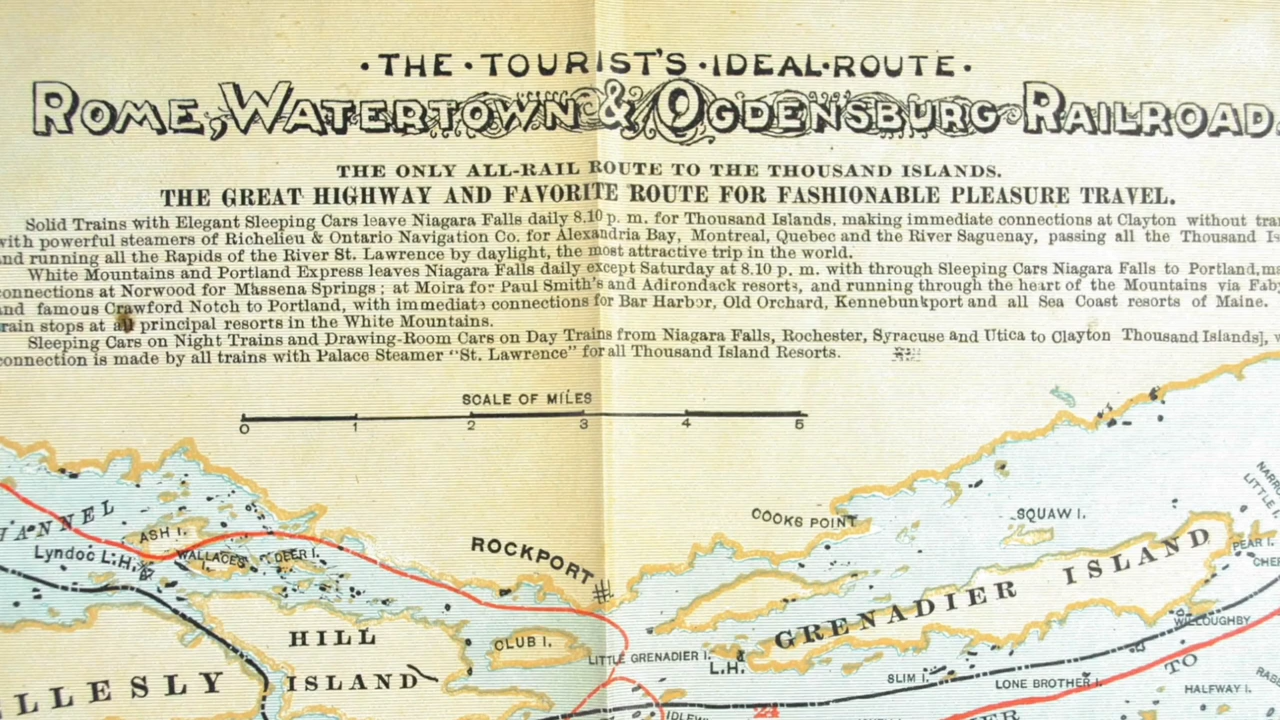 ·THE·TOURIST'S·IDEAL·ROUTE·
ROME, WATERTOWN & OGDENSBURG RAILROAD.
THE ONLY ALL-RAIL ROUTE TO THE THOUSAND ISLANDS.
THE GREAT HIGHWAY AND FAVORITE ROUTE FOR FASHIONABLE PLEASURE TRAVEL.
Solid Trains with Elegant Sleeping Cars leave Niagara Falls daily 8.10 p. m. for Thousand Islands, making immediate connections at Clayton without
with powerful steamers of Richelieu & Ontario Navigation Co. for Alexandria Bay, Montreal, Quebec and the River Saguenay, passing all the Thousand
and running all the Rapids of the River St. Lawrence by daylight, the most attractive trip in the world.
White Mountains and Portland Express leaves Niagara Falls daily except Saturday at 8.10 p. m. with through Sleeping Cars Niagara Falls to Portland,
connections at Norwood for Massena Springs; at Moira for Paul Smith's and Adirondack resorts, and running through the heart of the Mountains via
and famous Crawford Notch to Portland, with immediate connections for Bar Harbor, Old Orchard, Kennebunkport and all Sea Coast resorts of Maine.
rain stops at all principal resorts in the White Mountains.
Sleeping Cars on Night Trains and Drawing-Room Cars on Day Trains from Niagara Falls, Rochester, Syracuse and Utica to Clayton Thousand Islands],
connection is made by all trains with Palace Steamer "St. Lawrence" for all Thousand Island Resorts.
SCALE OF MILES
0 1 2 3 4 5
HANNEL
ASH I.
Lyndoc L.H.
WALLACES I.
DEER I.
ROCKPORT
COOKS POINT
SQUAW I.
NARR
LITTLE
PEAR I.
CHE
GRENADIER ISLAND
WILLOUGHBY
HILL
ISLAND
CLUB I.
LITTLE GRENADIER I.
L.H.
SLIM I.
LONE BROTHER I.
TO
HALFWAY I.
RAB
LLESLY
IDLEW
24
ER